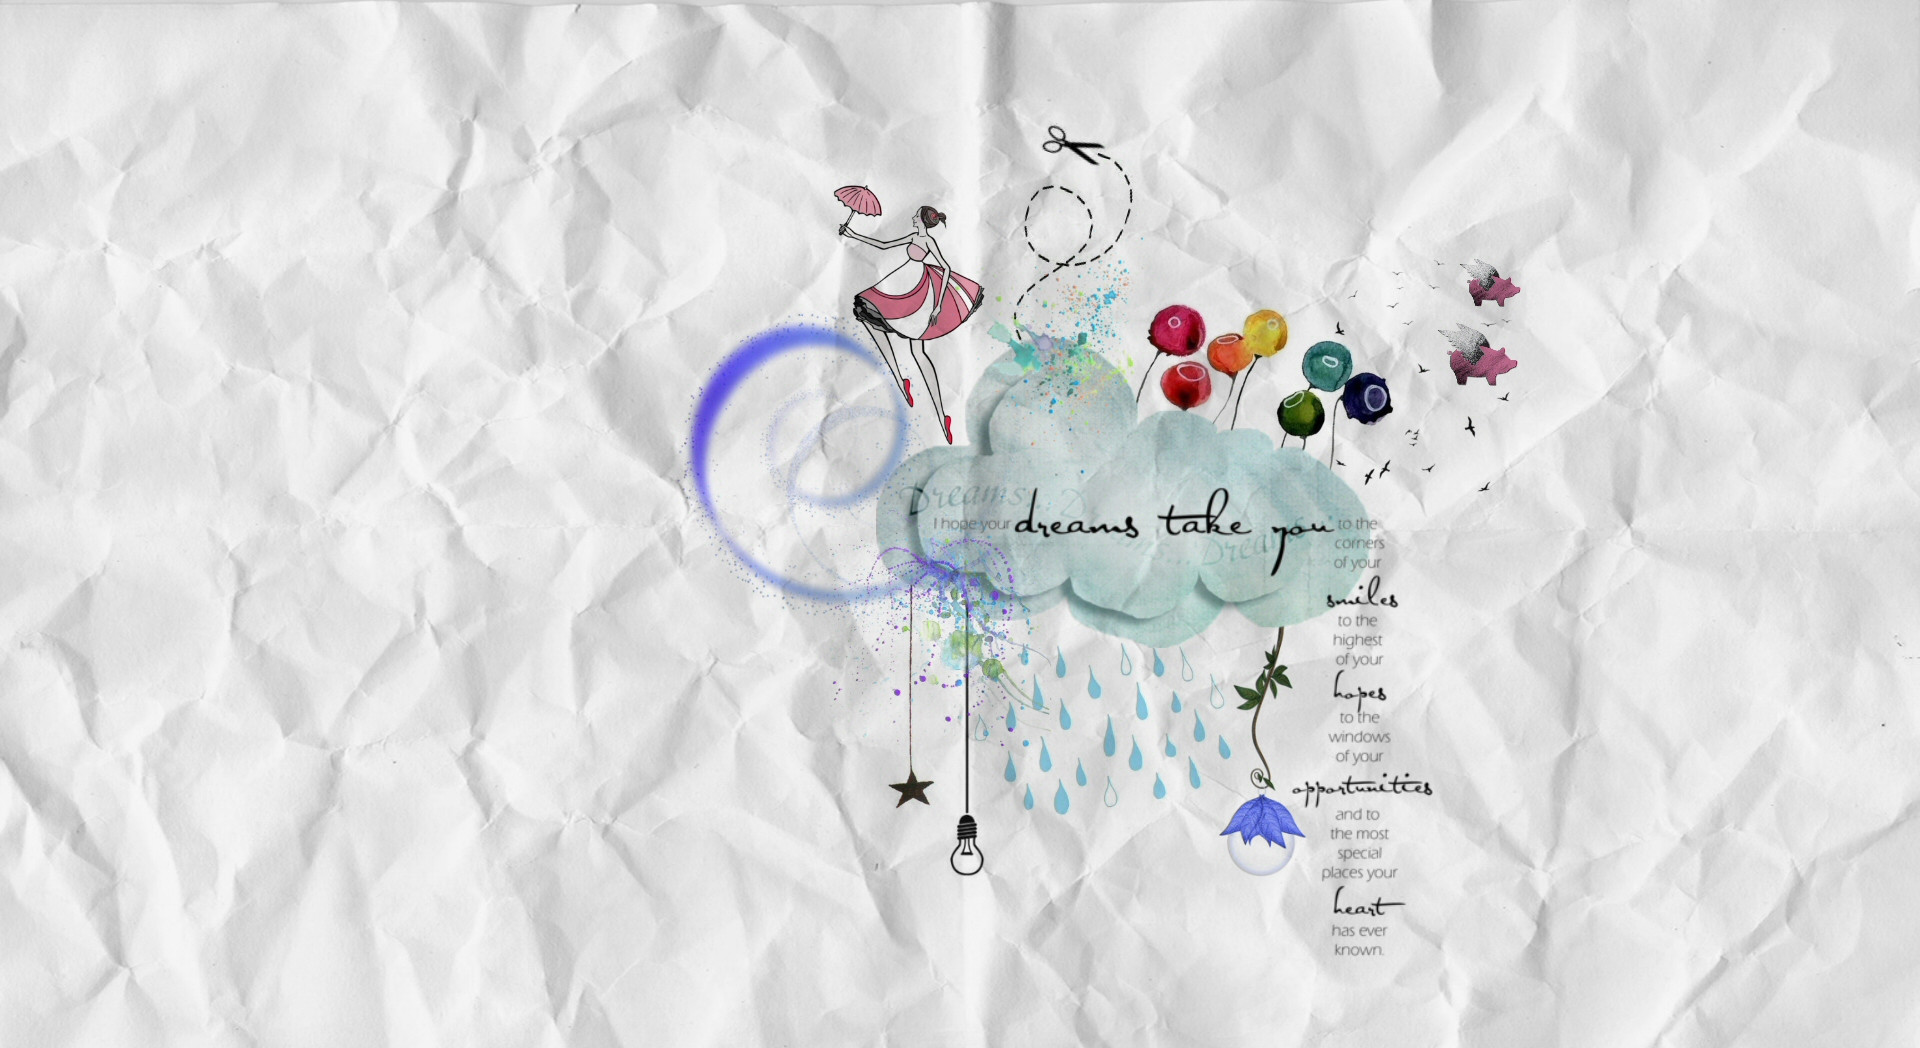 Dreams...
I hope your dreams take you to the
corners
of your
smiles
to the
highest
of your
hopes
to the
windows
of your
opportunities
and to
the most
special
places your
heart
has ever
known.